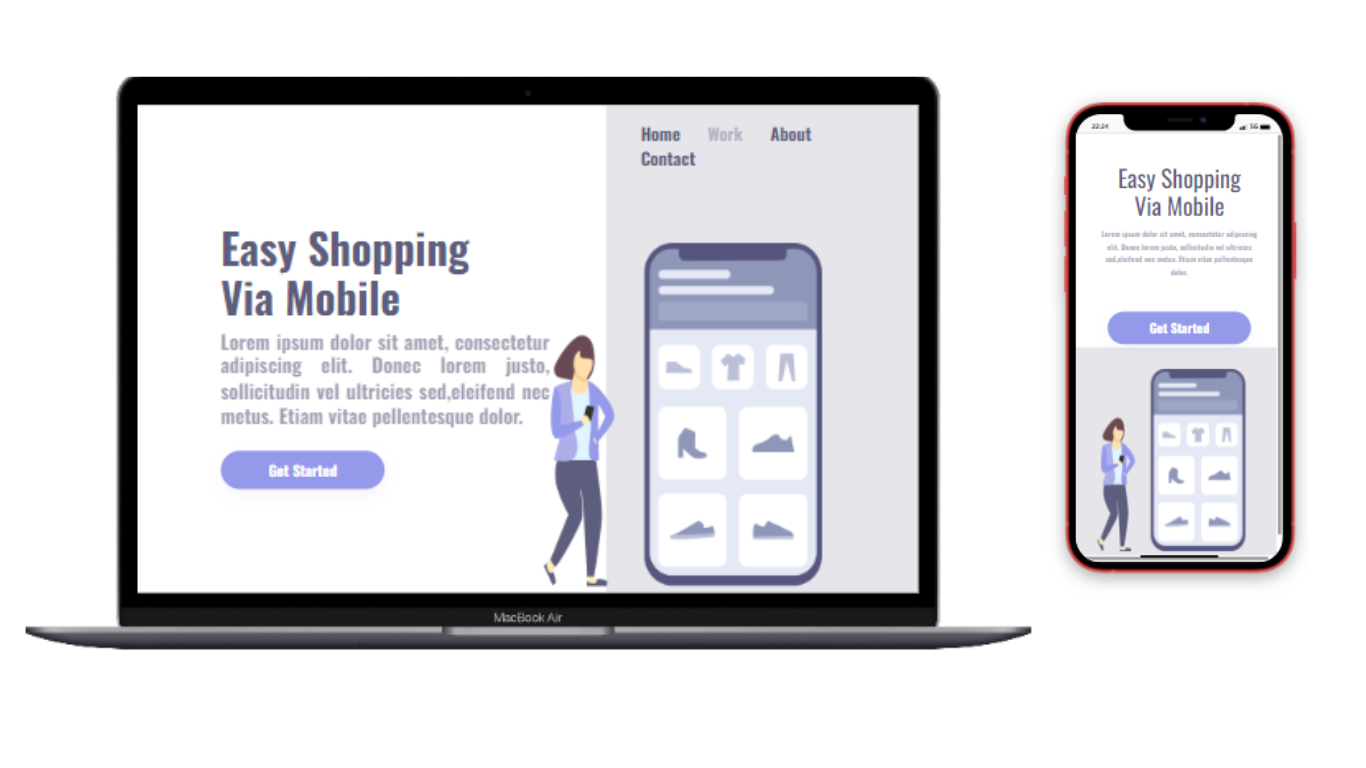 Home Work About
Contact
Easy Shopping
Via Mobile
Lorem ipsum dolor sit amet, consectetur
adipiscing elit. Donec lorem justo,
sollicitudin vel ultricies sed,eleifend nec
metus. Etiam vitae pellentesque dolor.
Get Started
MacBook Air
22:24
5G
Easy Shopping
Via Mobile
Lorem ipsum dolor sit amet, consectetur adipiscing
elit. Donec lorem justo, sollicitudin vel ultricies
sed,eleifend nec metus. Etiam vitae pellentesque
dolor.
Get Started